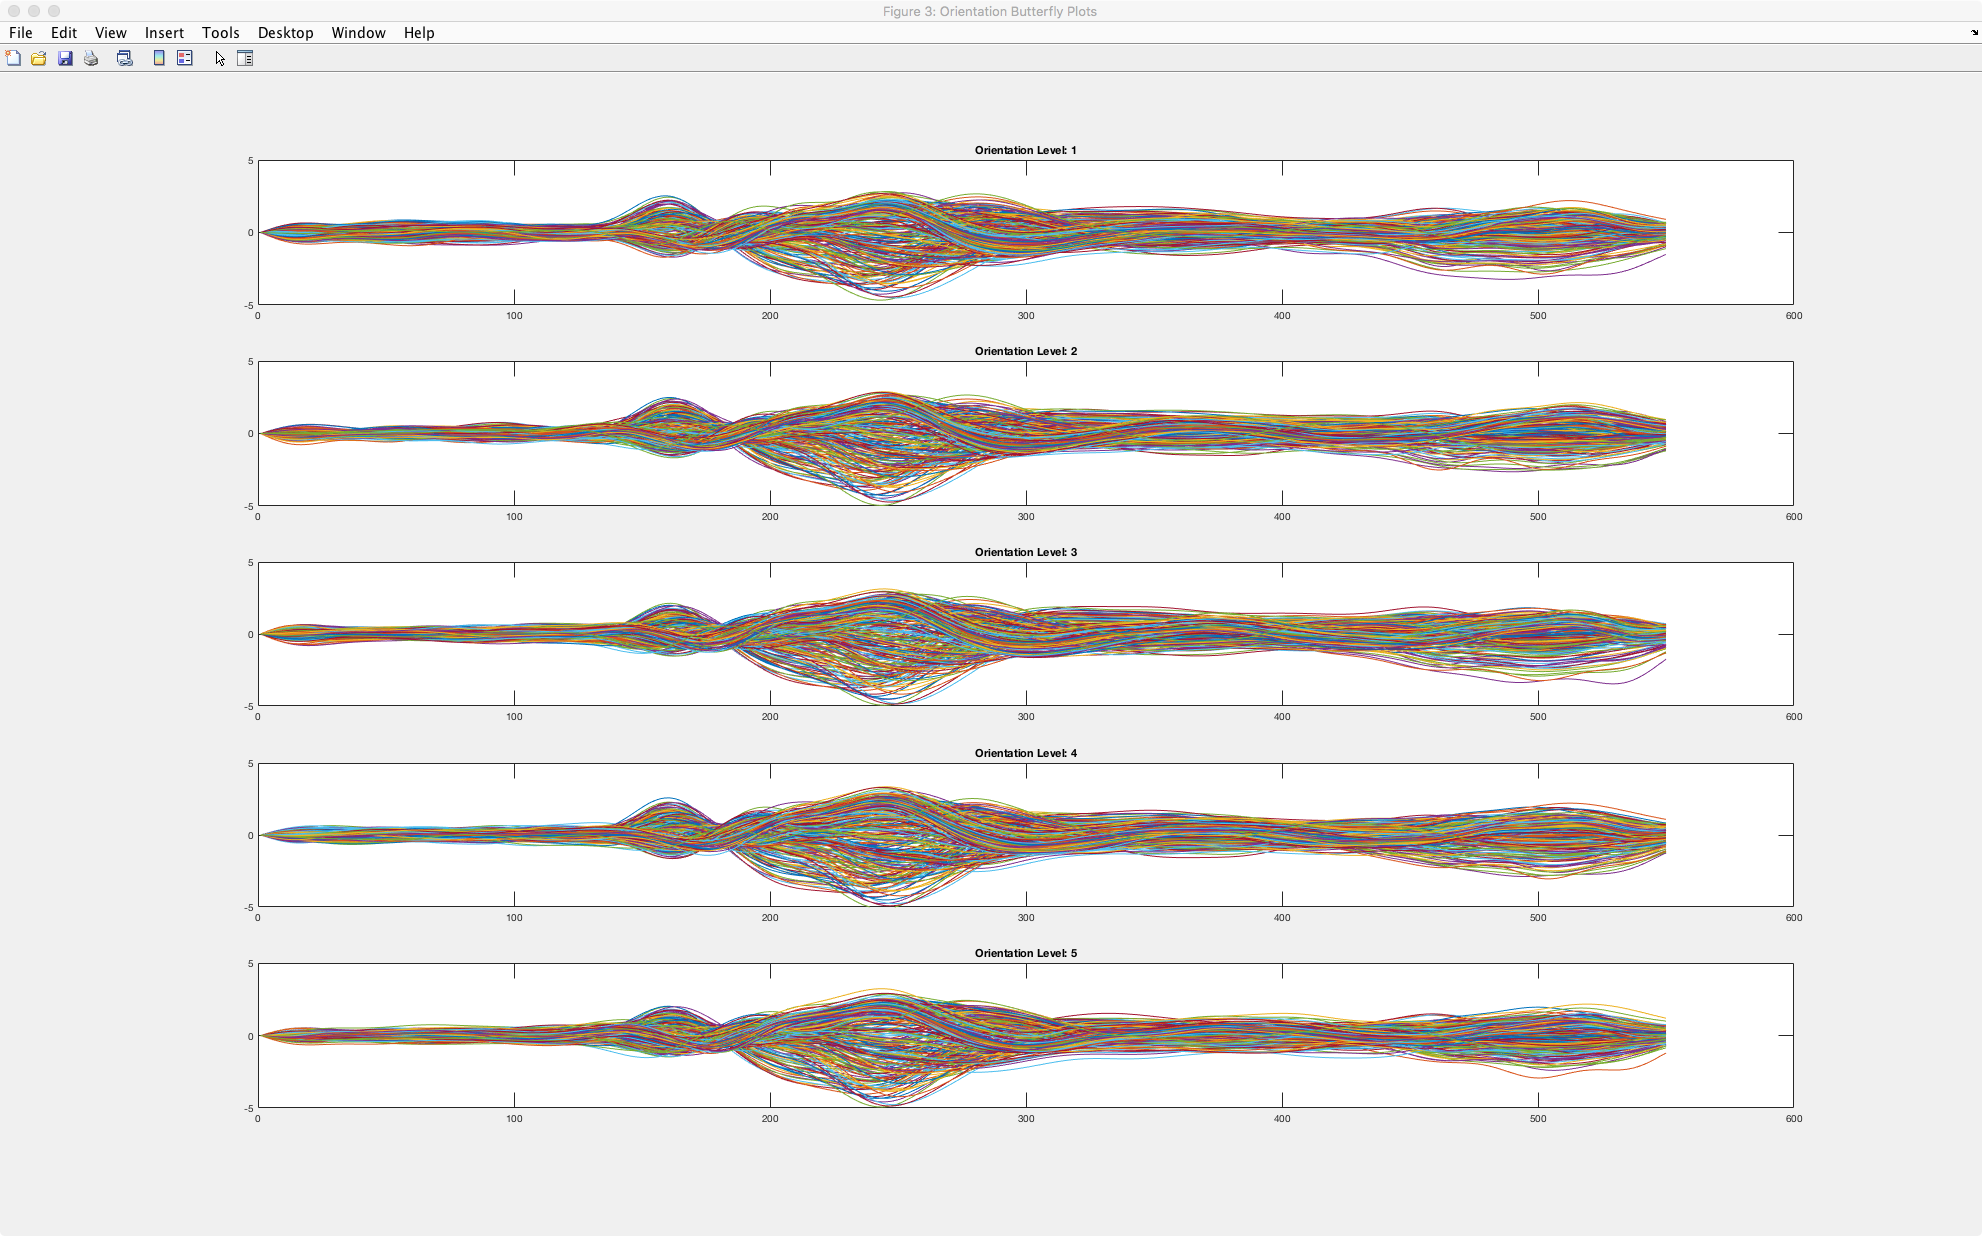 Figure 3: Orientation Butterfly Plots
File Edit View Insert Tools Desktop Window Help
Orientation Level: 1
5
0
-5
0 100 200 300 400 500 600
Orientation Level: 2
5
0
-5
0 100 200 300 400 500 600
Orientation Level: 3
5
0
-5
0 100 200 300 400 500 600
Orientation Level: 4
5
0
-5
0 100 200 300 400 500 600
Orientation Level: 5
5
0
-5
0 100 200 300 400 500 600